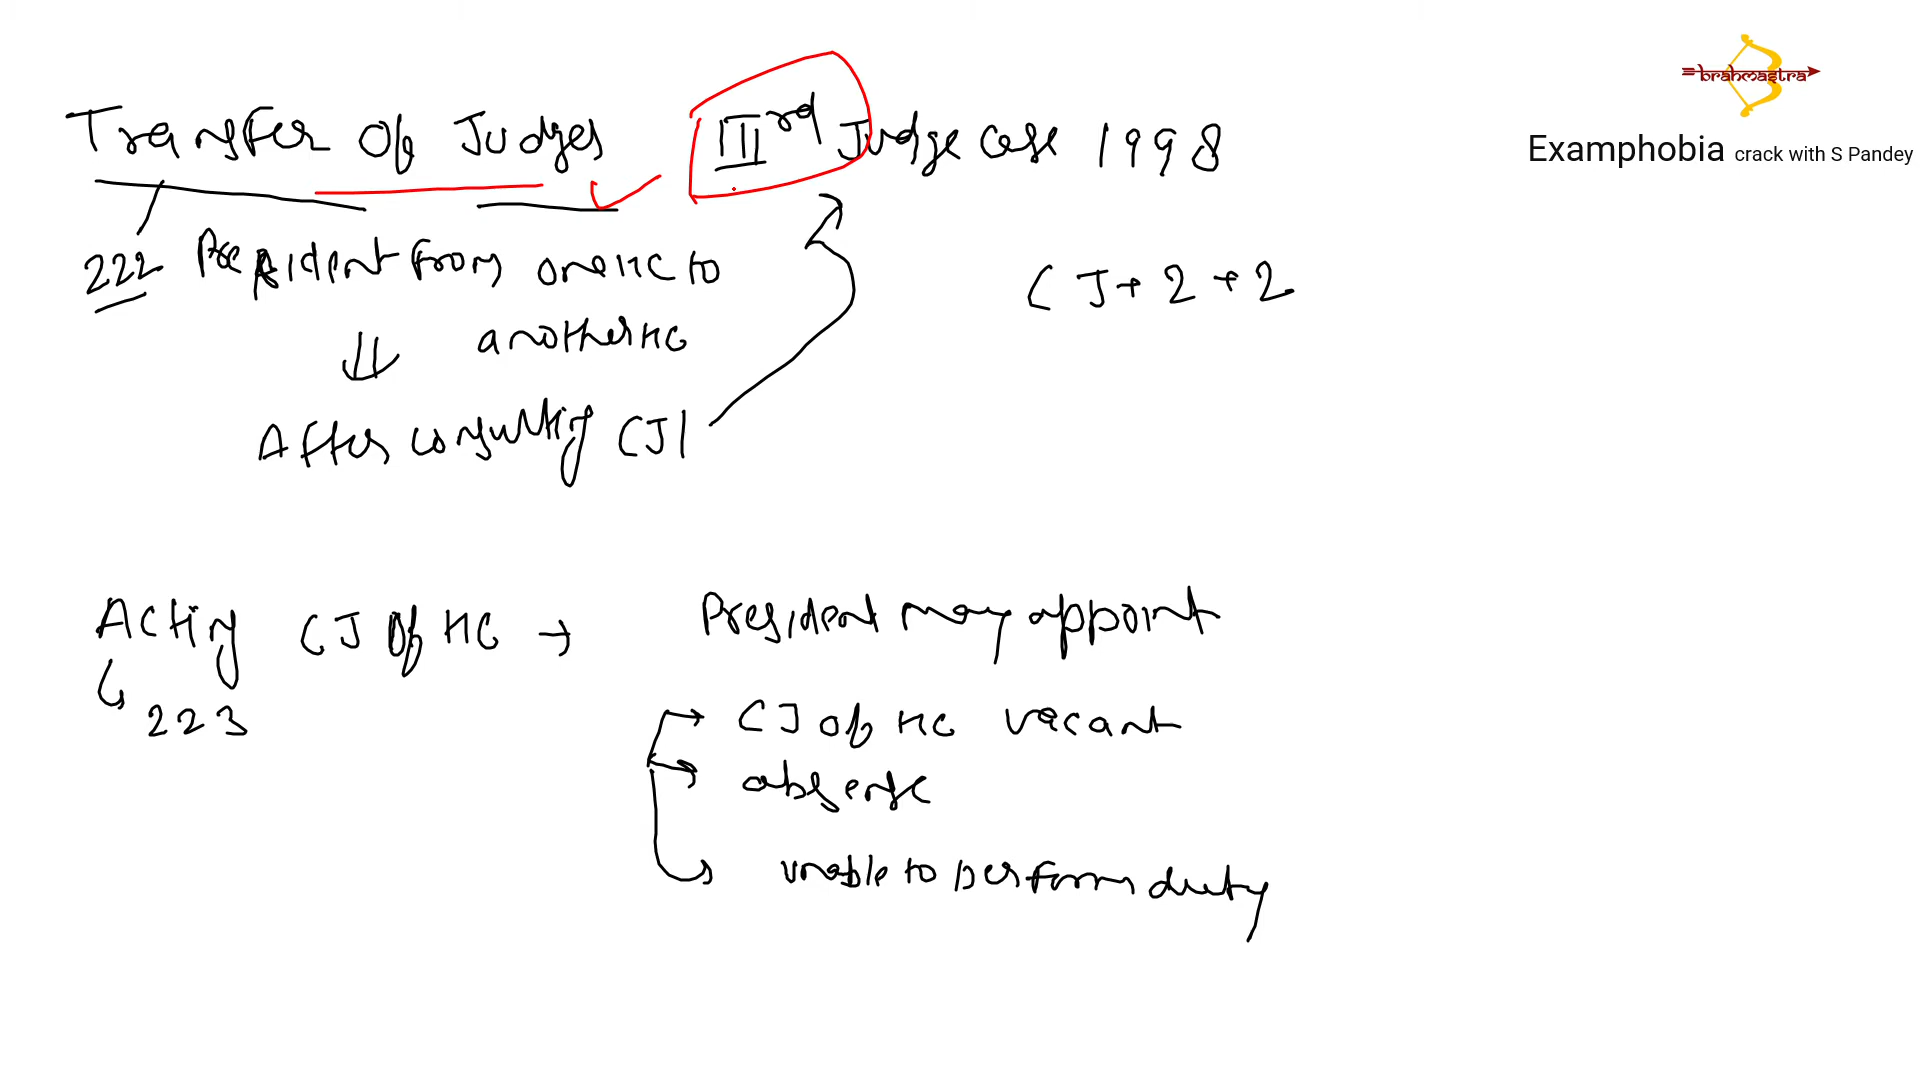 brahmastra
Examphobia crack with S Pandey
Transfer of Judges IIIrd Judge case 1998
222 President from one HC to
another HC
CJ + 2 + 2
After consulting CJI
Acting CJ of HC → President may appoint
223
CJ of HC vacant
absense
unable to perform duty